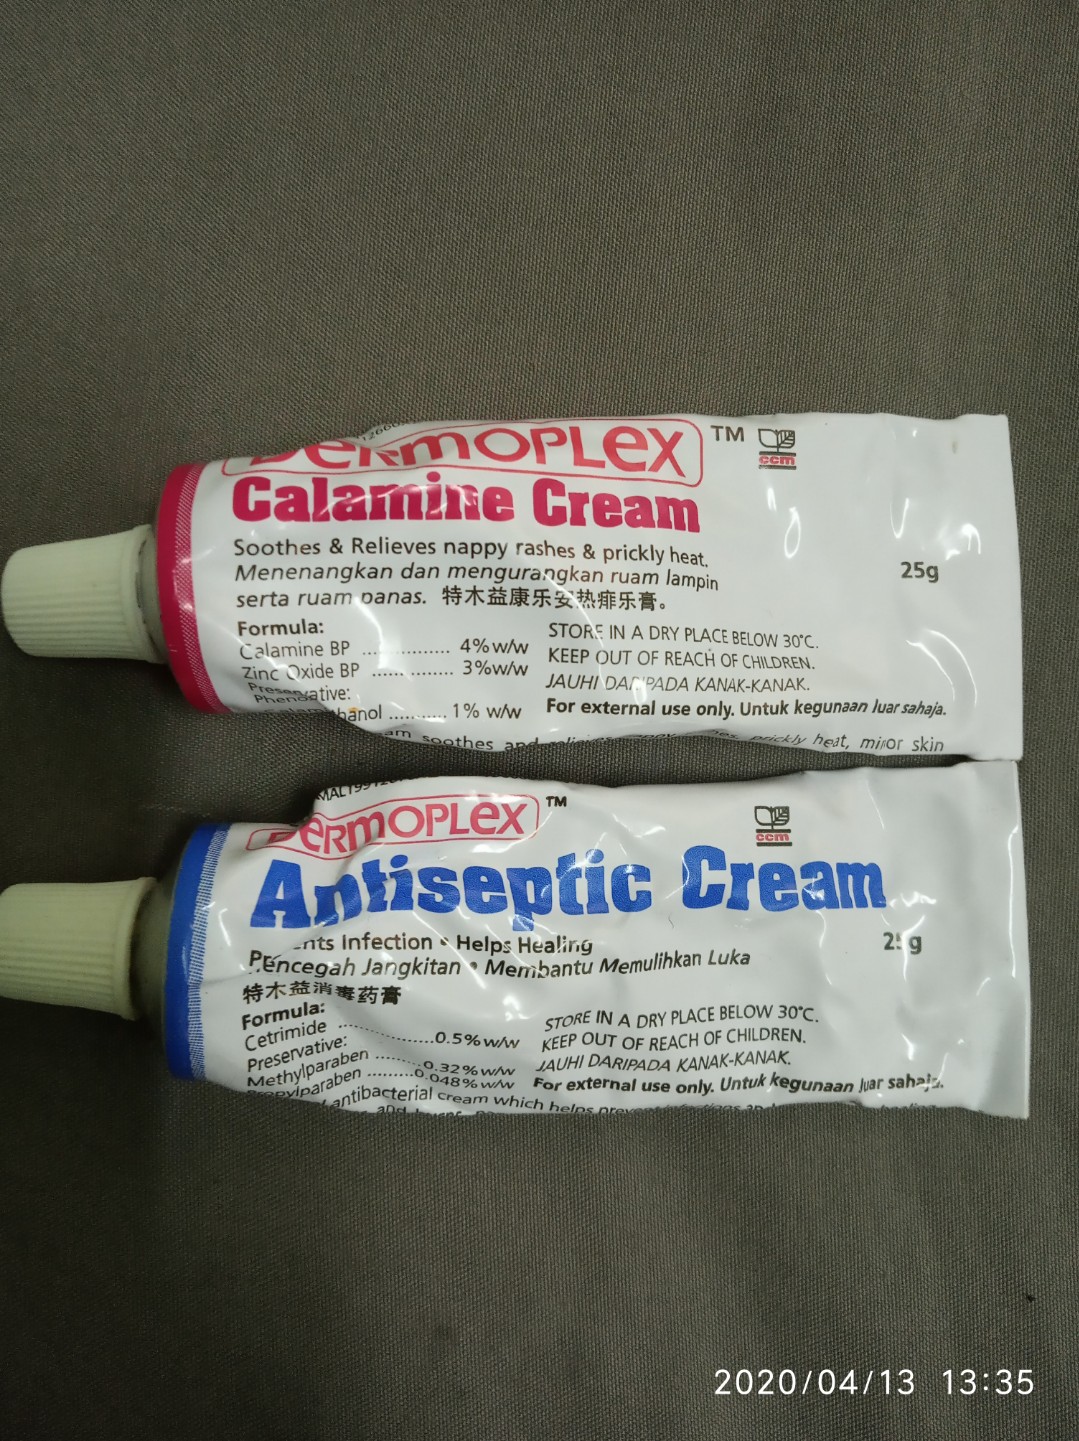 DERMOPLEX TM
ccm
Calamine Cream
Soothes & Relieves nappy rashes & prickly heat.
Menenangkan dan mengurangkan ruam lampin
serta ruam panas. 特木益康乐安热痱乐膏。
25g
Formula:
Calamine BP ............... 4%w/w
Zinc Oxide BP .............. 3%w/w
Preservative:
.......... 1% w/w
STORE IN A DRY PLACE BELOW 30°C.
KEEP OUT OF REACH OF CHILDREN.
JAUHI DARIPADA KANAK-KANAK.
For external use only. Untuk kegunaan luar sahaja.
soothes and prickly heat, minor skin
DERMOPLEX TM
ccm
Antiseptic Cream
25g
Prevents Infection • Helps Healing
Mencegah Jangkitan • Membantu Memulihkan Luka
特木益消毒药膏
Formula:
Cetrimide ...............0.5%w/w
Preservative:
Methylparaben ........0.32%w/w
Propylparaben .........0.048%w/w
STORE IN A DRY PLACE BELOW 30°C.
KEEP OUT OF REACH OF CHILDREN.
JAUHI DARIPADA KANAK-KANAK.
For external use only. Untuk kegunaan luar sahaja.
antibacterial cream which helps prevent
2020/04/13 13:35